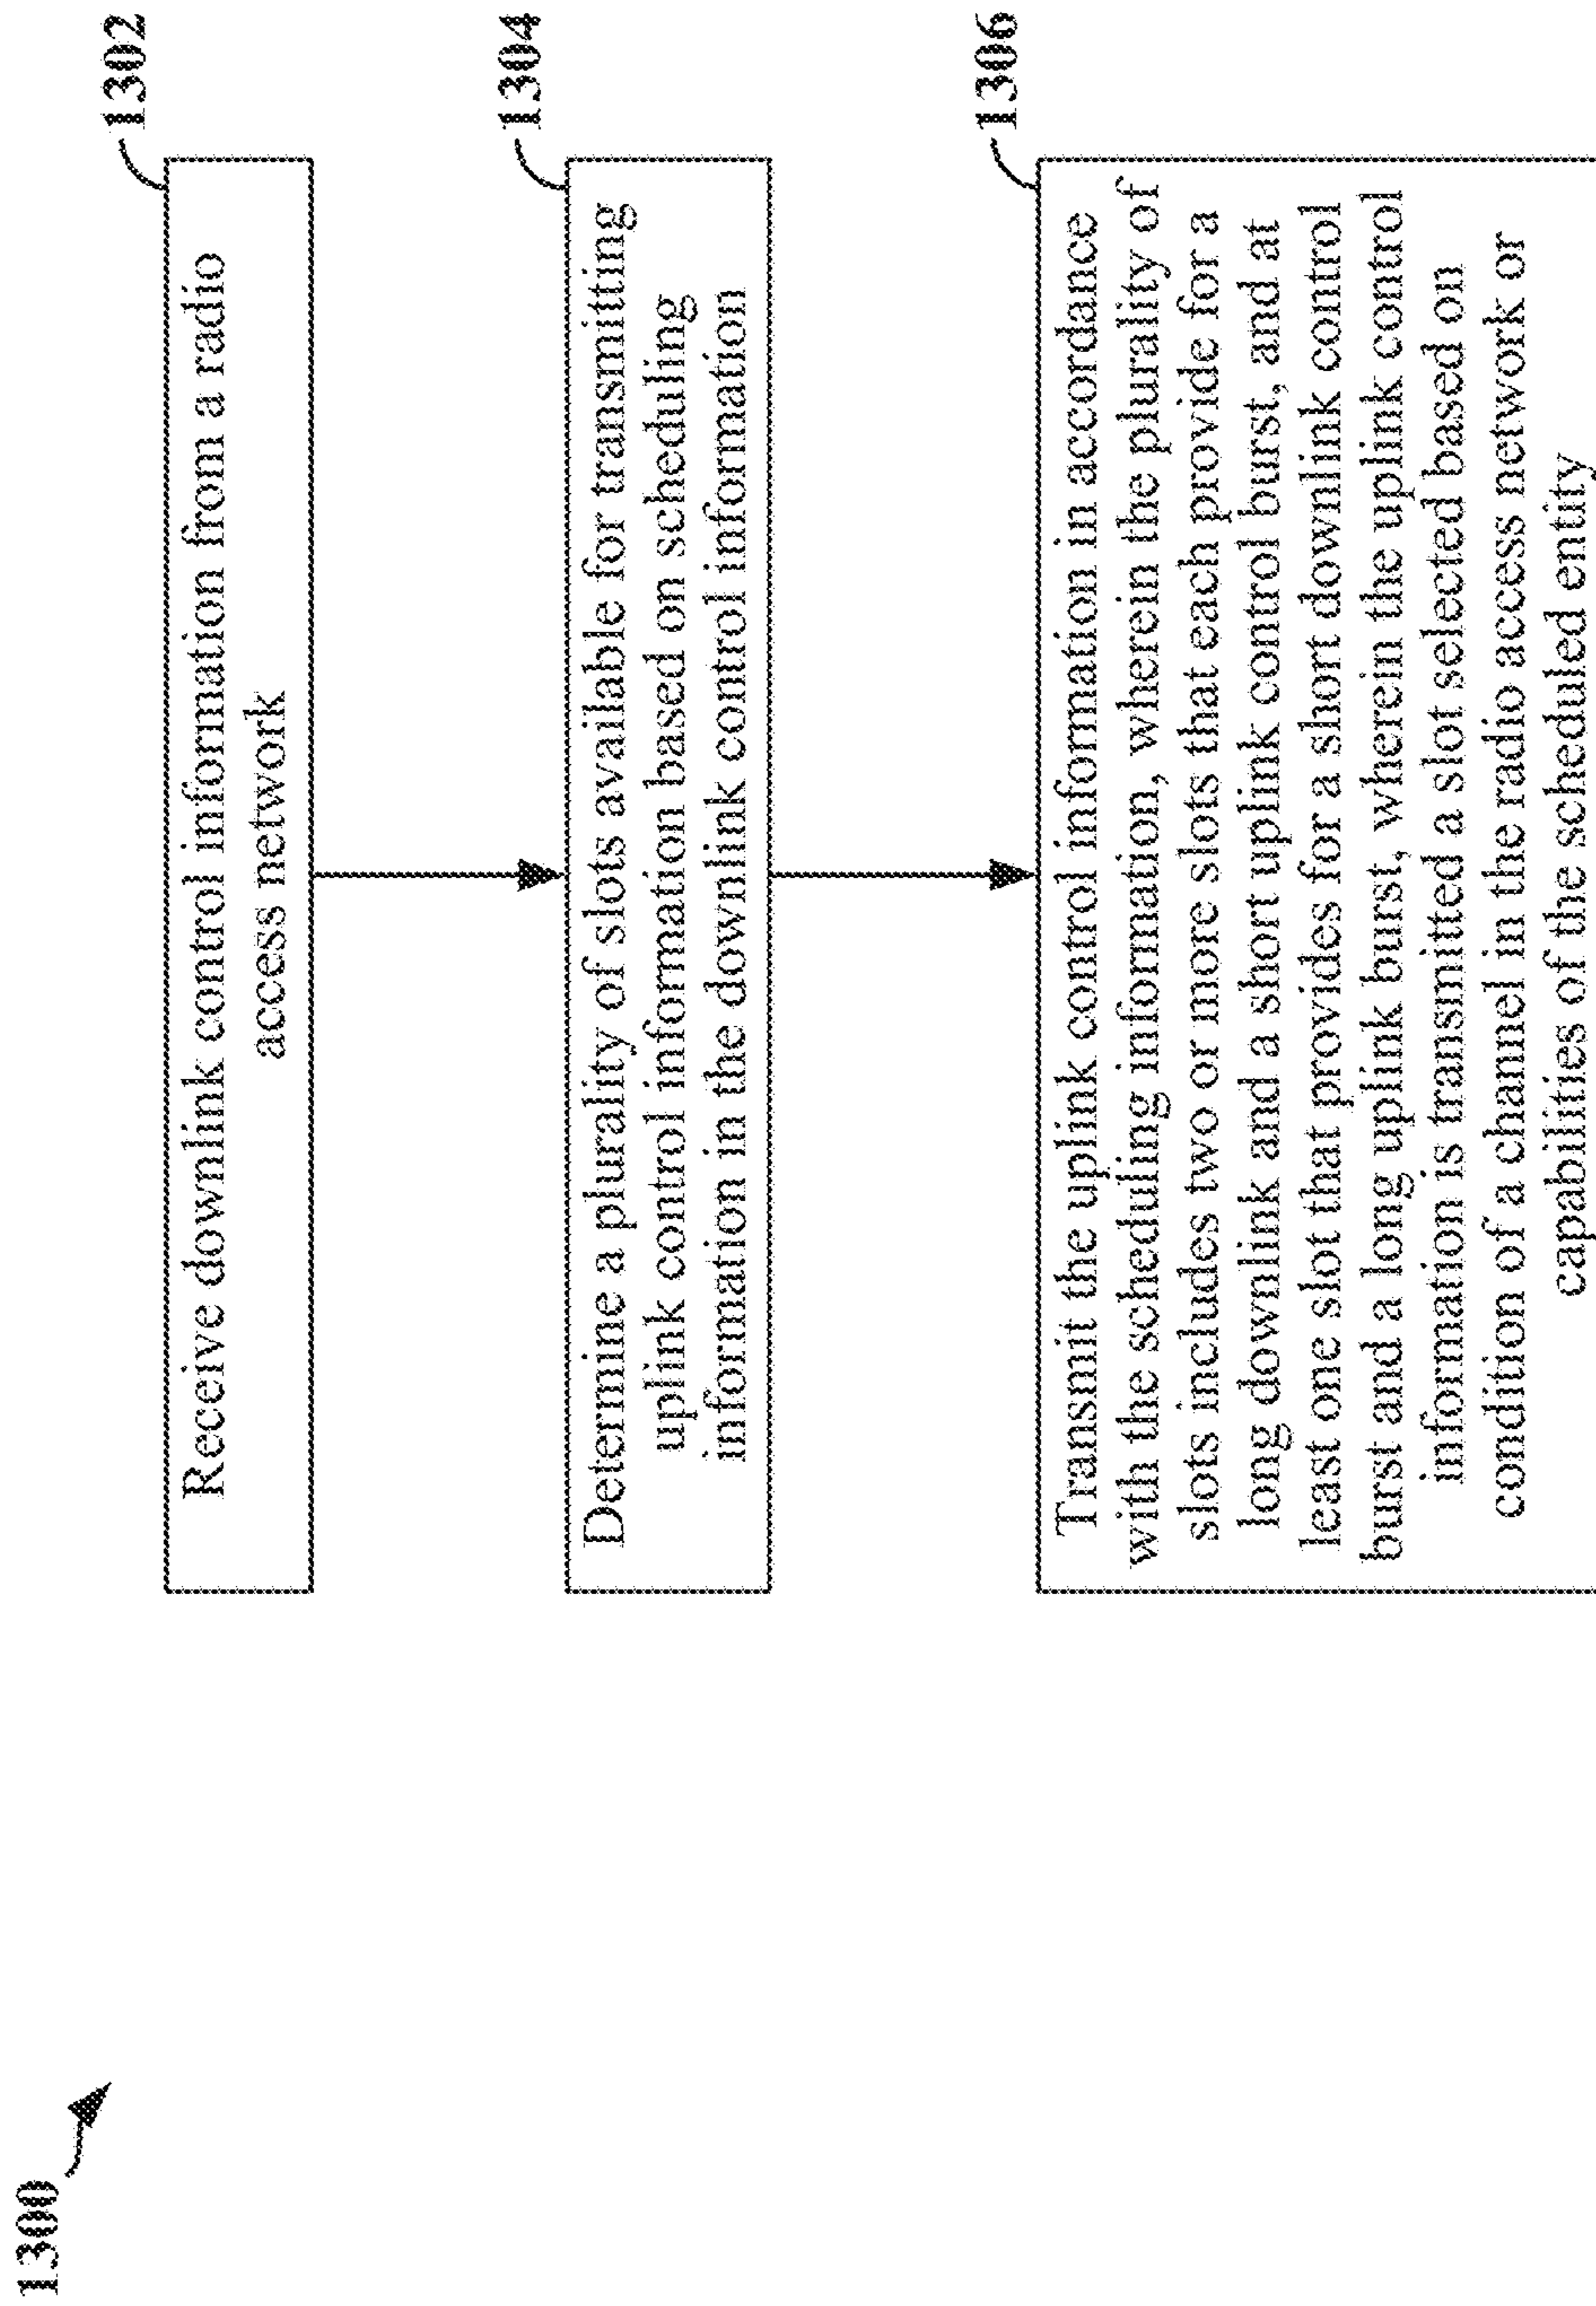 1300
1302
Receive downlink control information from a radio
access network
1304
Determine a plurality of slots available for transmitting
uplink control information based on scheduling
information in the downlink control information
1306
Transmit the uplink control information in accordance
with the scheduling information, wherein the plurality of
slots includes two or more slots that each provide for a
long downlink and a short uplink control burst, and at
least one slot that provides for a short downlink control
burst and a long uplink burst, wherein the uplink control
information is transmitted a slot selected based on
condition of a channel in the radio access network or
capabilities of the scheduled entity